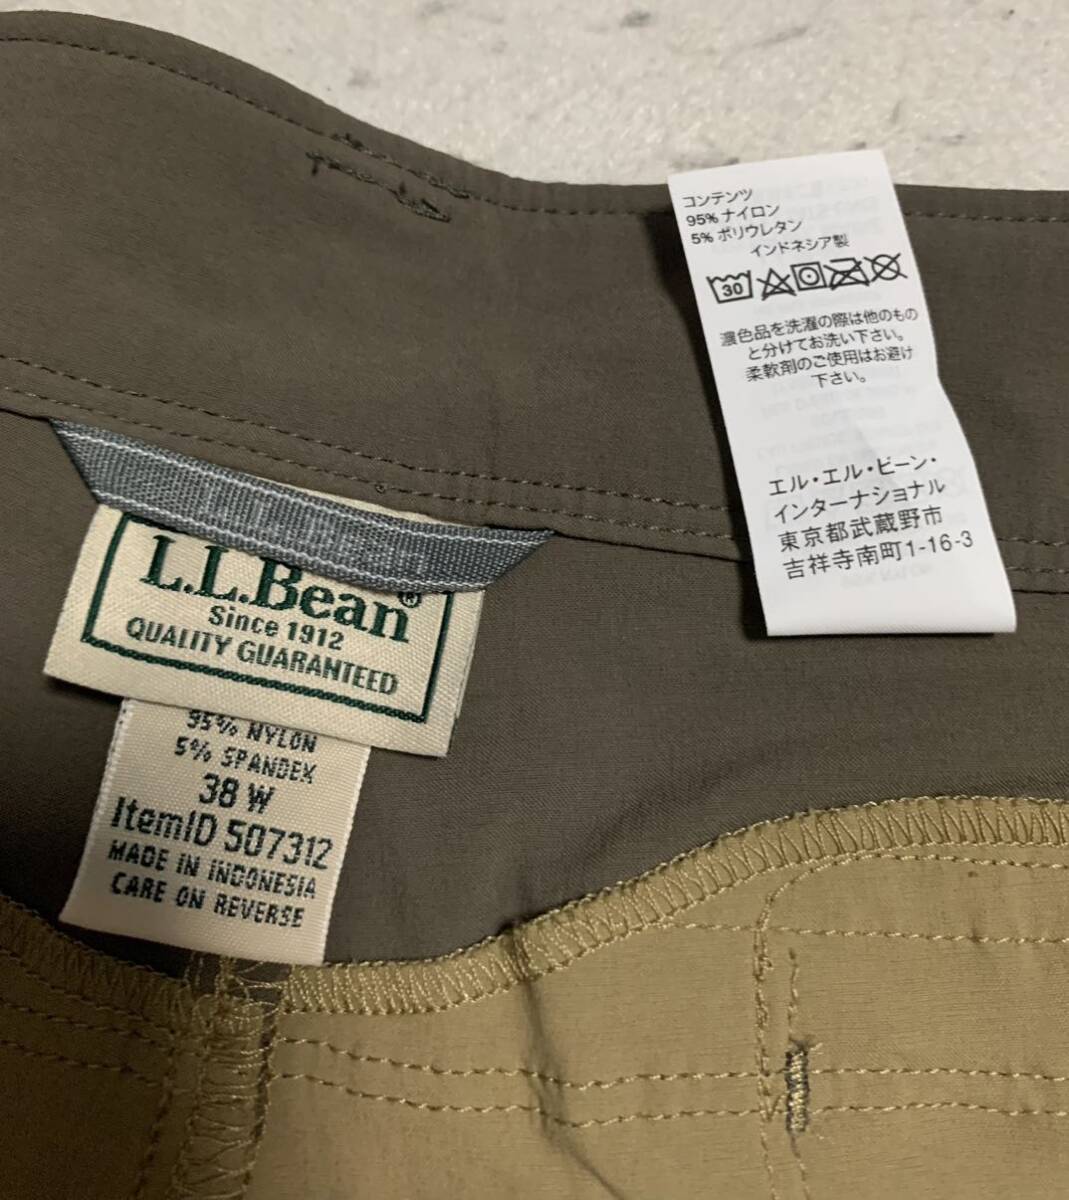 L.L.Bean®
Since 1912
QUALITY GUARANTEED
95% NYLON
5% SPANDEX
38 W
ItemID 507312
MADE IN INDONESIA
CARE ON REVERSE
コンテンツ
95% ナイロン
5% ポリウレタン
インドネシア製
30
濃色品を洗濯の際は他のもの
と分けてお洗い下さい。
柔軟剤のご使用はお避け
下さい。
エル・エル・ビーン・
インターナショナル
東京都武蔵野市
吉祥寺南町1-16-3